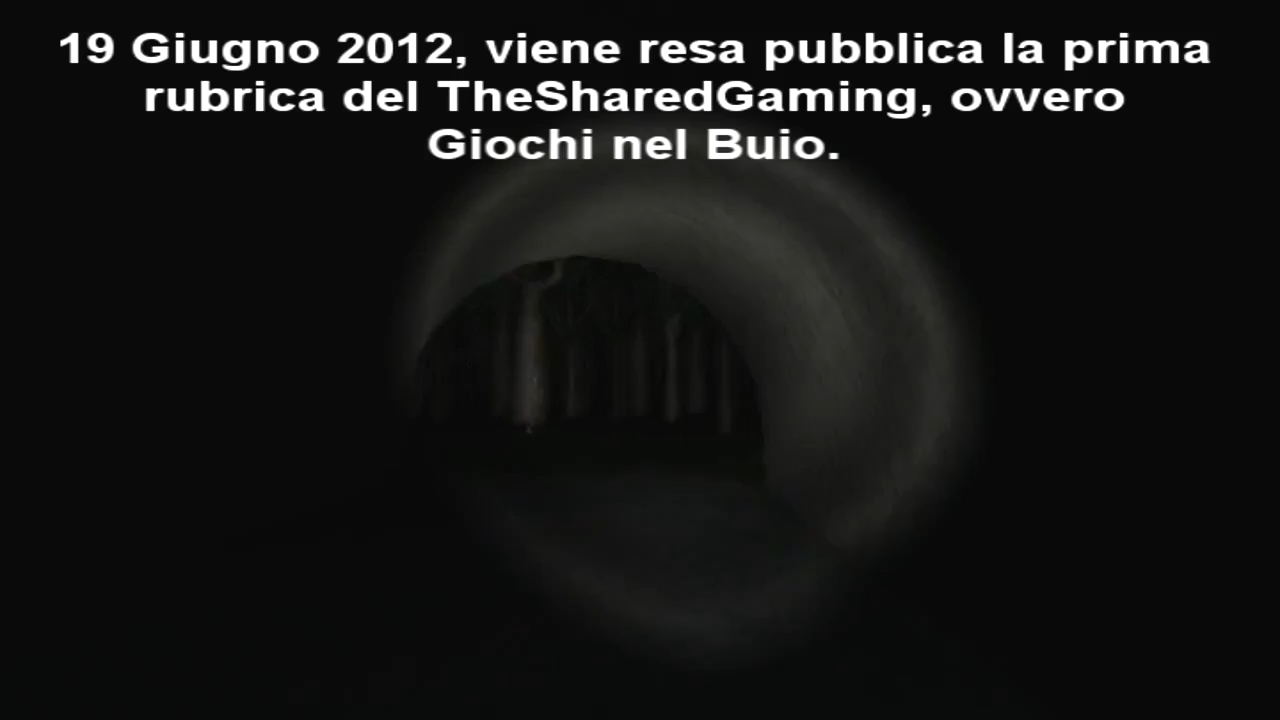 19 Giugno 2012, viene resa pubblica la prima
rubrica del TheSharedGaming, ovvero
Giochi nel Buio.